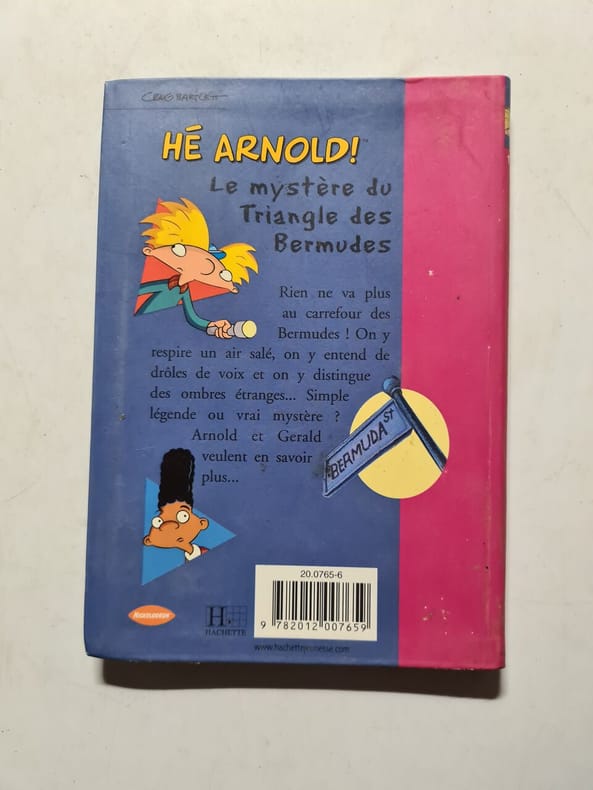 CRAIG BARTLETT
HÉ ARNOLD!™
Le mystère du
Triangle des
Bermudes
Rien ne va plus
au carrefour des
Bermudes ! On y
respire un air salé, on y entend de
drôles de voix et on y distingue
des ombres étranges... Simple
légende ou vrai mystère ?
Arnold et Gerald
veulent en savoir
plus...
BERMUDA ST
20.0765-6
9 782012 007659
NICKELODEON
H
HACHETTE
www.hachettejeunesse.com